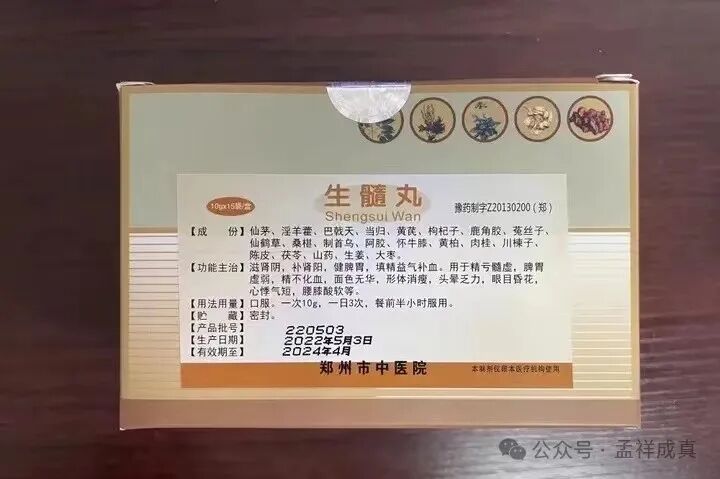 10g×15袋/盒
生髓丸
Shengsui Wan
豫药制字Z20130200（郑）
【成　份】仙茅、淫羊藿、巴戟天、当归、黄芪、枸杞子、鹿角胶、菟丝子、
仙鹤草、桑椹、制首乌、阿胶、怀牛膝、黄柏、肉桂、川楝子、
陈皮、茯苓、山药、生姜、大枣。
【功能主治】滋肾阴，补肾阳，健脾胃，填精益气补血。用于精亏髓虚，脾胃
虚弱，精不化血，面色无华，形体消瘦，头晕乏力，眼目昏花，
心悸气短，腰膝酸软等。
【用法用量】口服。一次10g，一日3次，餐前半小时服用。
【贮　藏】密封。
【产品批号】220503
【生产日期】2022年5月3日
【有效期至】2024年4月
郑州市中医院
本制剂仅限本医疗机构使用
公众号·孟祥成真